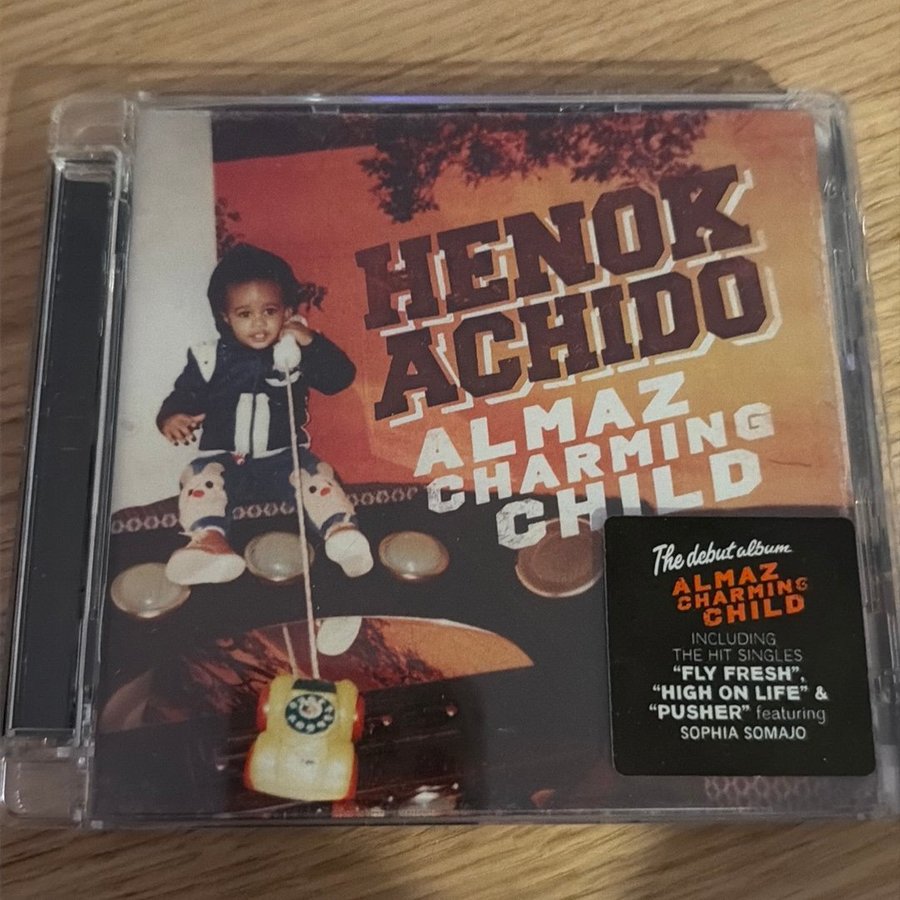 HENOK
ACHIDO
ALMAZ
CHARMING
CHILD
The debut album
ALMAZ
CHARMING
CHILD
INCLUDING
THE HIT SINGLES
"FLY FRESH",
"HIGH ON LIFE" &
"PUSHER" featuring
SOPHIA SOMAJO